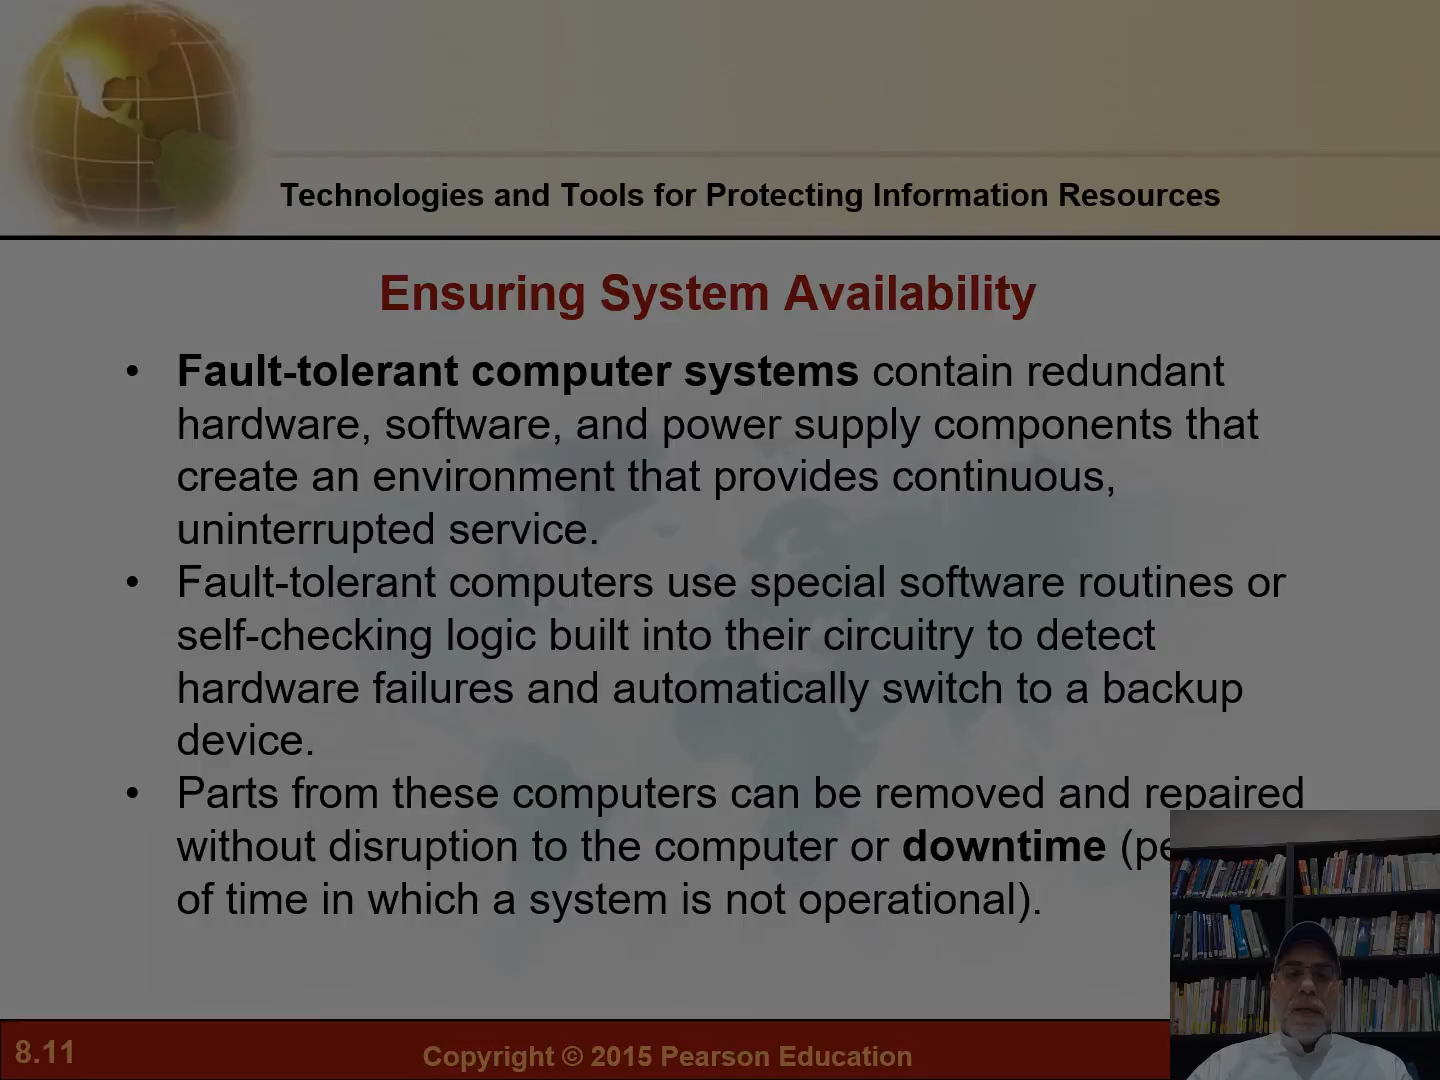 Technologies and Tools for Protecting Information Resources
Ensuring System Availability
• Fault-tolerant computer systems contain redundant
hardware, software, and power supply components that
create an environment that provides continuous,
uninterrupted service.
• Fault-tolerant computers use special software routines or
self-checking logic built into their circuitry to detect
hardware failures and automatically switch to a backup
device.
• Parts from these computers can be removed and repaired
without disruption to the computer or downtime (pe
of time in which a system is not operational).
8.11
Copyright © 2015 Pearson Education